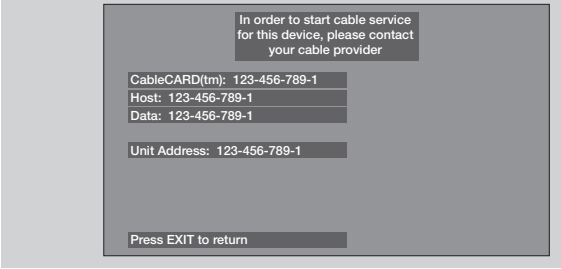 In order to start cable service
for this device, please contact
your cable provider
CableCARD(tm): 123-456-789-1
Host: 123-456-789-1
Data: 123-456-789-1
Unit Address: 123-456-789-1
Press EXIT to return